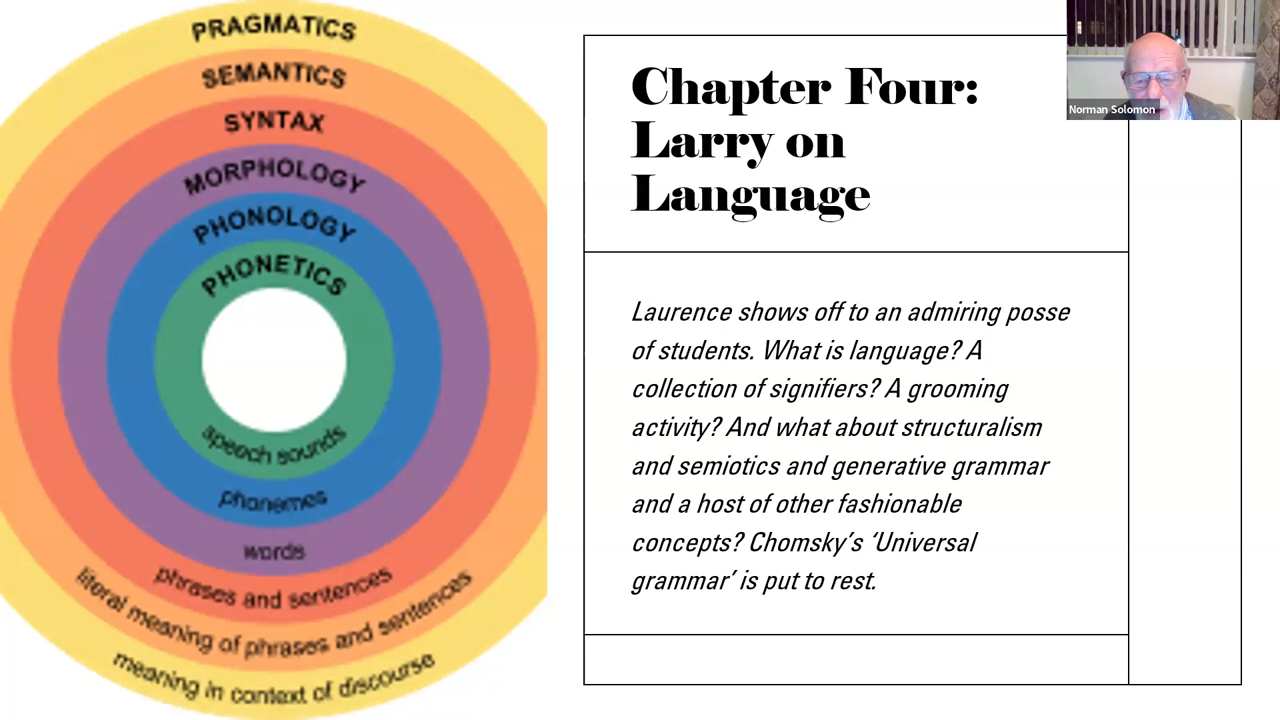 PRAGMATICS
SEMANTICS
SYNTAX
MORPHOLOGY
PHONOLOGY
PHONETICS
speech sounds
phonemes
words
phrases and sentences
literal meaning of phrases and sentences
meaning in context of discourse
Chapter Four:
Larry on
Language
Laurence shows off to an admiring posse
of students. What is language? A
collection of signifiers? A grooming
activity? And what about structuralism
and semiotics and generative grammar
and a host of other fashionable
concepts? Chomsky's ‘Universal
grammar’ is put to rest.
Norman Solomon